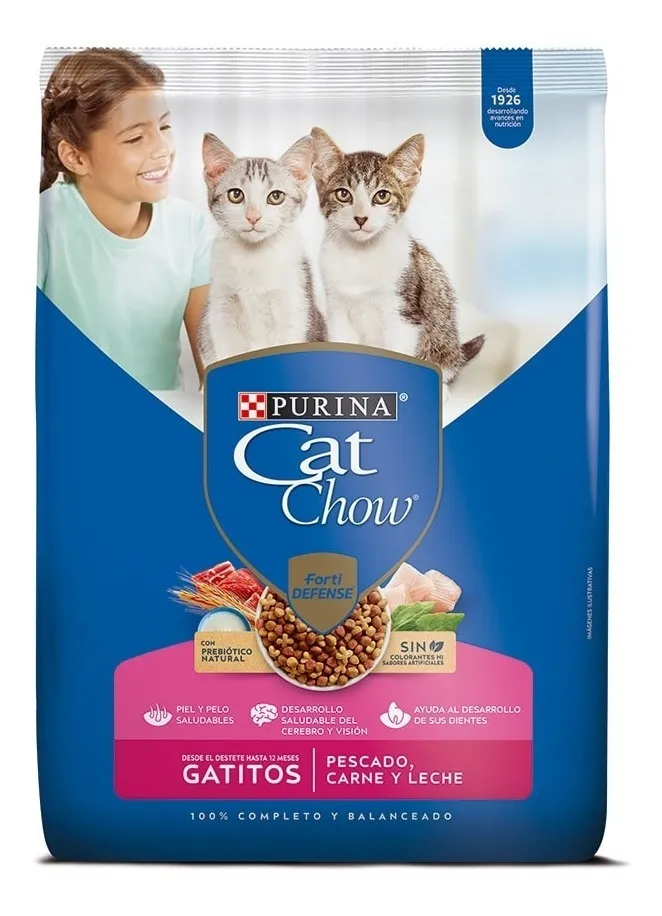 Desde
1926
desarrollando
avances en
nutrición
PURINA®
Cat
Chow®
Forti
DEFENSE®
CON
PREBIÓTICO
NATURAL
SIN
COLORANTES NI
SABORES ARTIFICIALES
IMÁGENES ILUSTRATIVAS
PIEL Y PELO
SALUDABLES
DESARROLLO
SALUDABLE DEL
CEREBRO Y VISIÓN
AYUDA AL DESARROLLO
DE SUS DIENTES
DESDE EL DESTETE HASTA 12 MESES
GATITOS
PESCADO,
CARNE Y LECHE
100% COMPLETO Y BALANCEADO